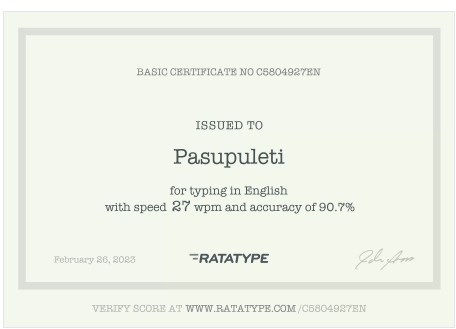 BASIC CERTIFICATE NO C5804927EN
ISSUED TO
Pasupuleti
for typing in English
with speed 27 wpm and accuracy of 90.7%
February 26, 2023
RATATYPE
VERIFY SCORE AT WWW.RATATYPE.COM/C5804927EN